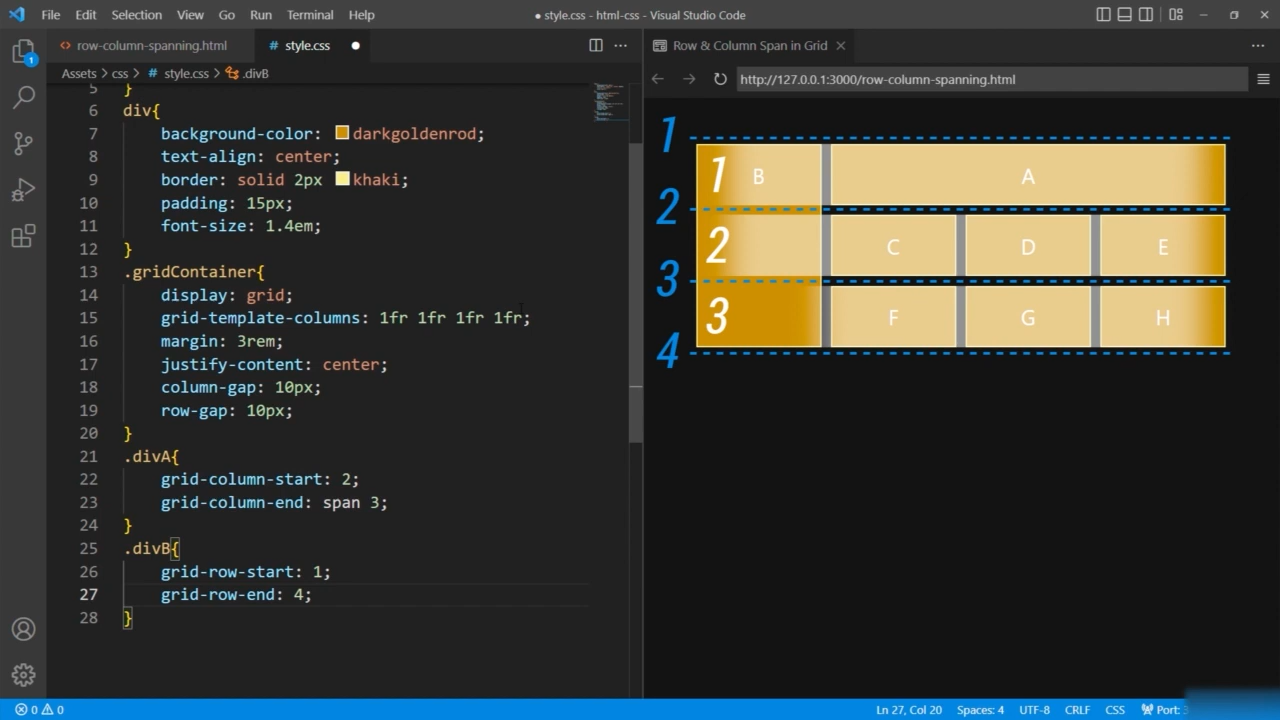 File Edit Selection View Go Run Terminal Help
● style.css - html-css - Visual Studio Code
row-column-spanning.html
# style.css ●
Row & Column Span in Grid
Assets > css > # style.css > .divB
http://127.0.0.1:3000/row-column-spanning.html
1
5 }
6 div{
7 background-color: darkgoldenrod;
8 text-align: center;
9 border: solid 2px khaki;
10 padding: 15px;
11 font-size: 1.4em;
12 }
13 .gridContainer{
14 display: grid;
15 grid-template-columns: 1fr 1fr 1fr 1fr;
16 margin: 3rem;
17 justify-content: center;
18 column-gap: 10px;
19 row-gap: 10px;
20 }
21 .divA{
22 grid-column-start: 2;
23 grid-column-end: span 3;
24 }
25 .divB{
26 grid-row-start: 1;
27 grid-row-end: 4;
28 }
1
1 B A
2
2 C D E
3
3 F G H
4
0 0
Ln 27, Col 20 Spaces: 4 UTF-8 CRLF CSS Port: